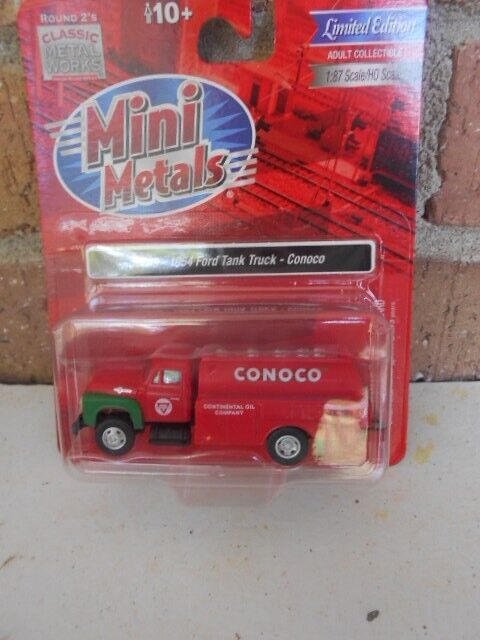 ROUND 2'S
CLASSIC
METAL
WORKS
10+
Limited Edition
ADULT COLLECTIBLE
1:87 Scale/HO Scale
Mini
Metals
1954 Ford Tank Truck - Conoco
CONOCO
CONTINENTAL OIL
COMPANY